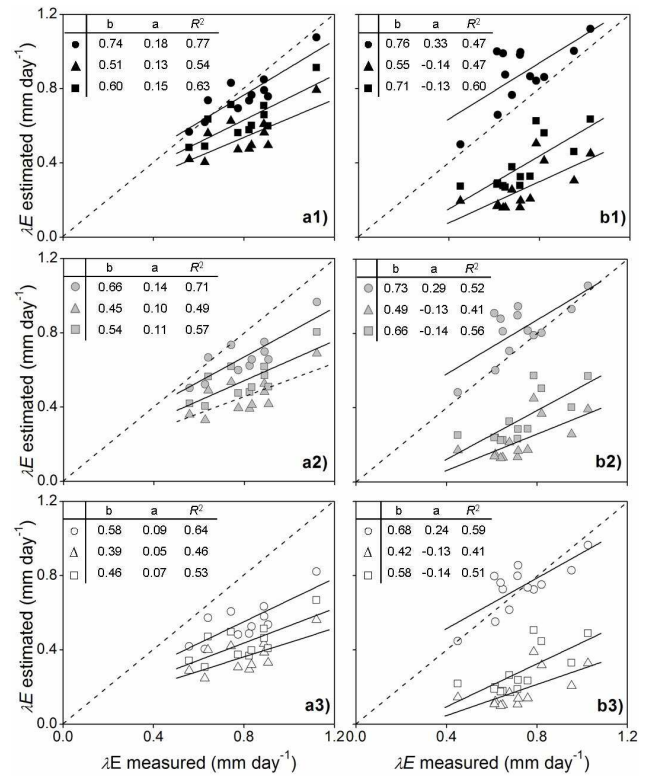 b a R²
● 0.74 0.18 0.77
▲ 0.51 0.13 0.54
■ 0.60 0.15 0.63
a1)
1.2
0.8
0.4
0.0
λE estimated (mm day⁻¹)
b a R²
● 0.76 0.33 0.47
▲ 0.55 -0.14 0.47
■ 0.71 -0.13 0.60
b1)
b a R²
0.66 0.14 0.71
0.45 0.10 0.49
0.54 0.11 0.57
a2)
1.2
0.8
0.4
0.0
λE estimated (mm day⁻¹)
b a R²
0.73 0.29 0.52
0.49 -0.13 0.41
0.66 -0.14 0.56
b2)
b a R²
○ 0.58 0.09 0.64
△ 0.39 0.05 0.46
□ 0.46 0.07 0.53
a3)
1.2
0.8
0.4
0.0
λE estimated (mm day⁻¹)
b a R²
○ 0.68 0.24 0.59
△ 0.42 -0.13 0.41
□ 0.58 -0.14 0.51
b3)
0.0 0.4 0.8 1.2 0.0 0.4 0.8 1.2
λE measured (mm day⁻¹) λE measured (mm day⁻¹)